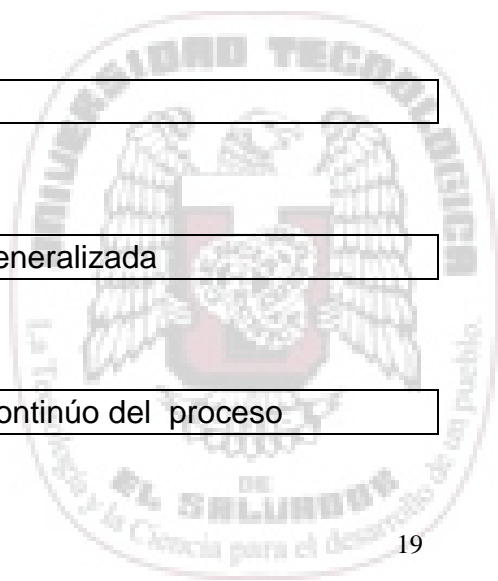 UNIVERSIDAD TECNOLOGICA
eneralizada
ontinúo del proceso
La Tecnología y la Ciencia para el desarrollo de un pueblo.
DE
EL SALVADOR
19